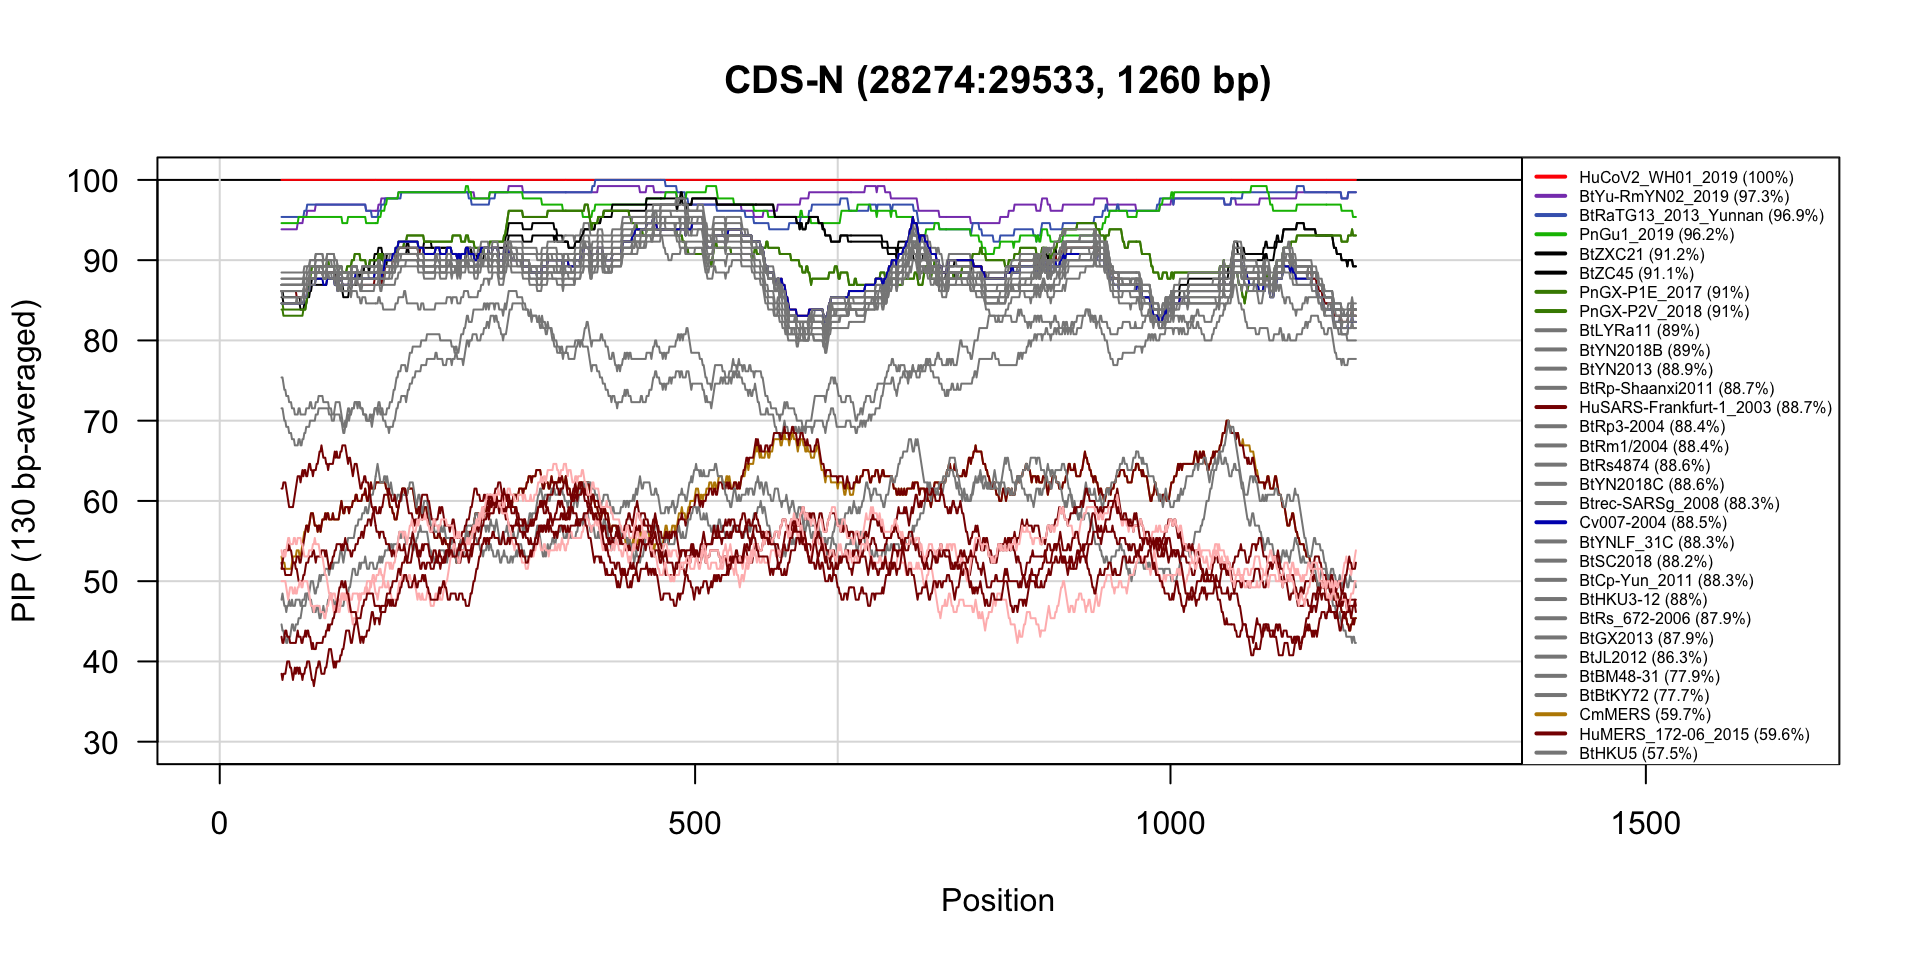 CDS-N (28274:29533, 1260 bp)
PIP (130 bp-averaged)
100
90
80
70
60
50
40
30
0
500
1000
1500
Position
HuCoV2_WH01_2019 (100%)
BtYu-RmYN02_2019 (97.3%)
BtRaTG13_2013_Yunnan (96.9%)
PnGu1_2019 (96.2%)
BtZXC21 (91.2%)
BtZC45 (91.1%)
PnGX-P1E_2017 (91%)
PnGX-P2V_2018 (91%)
BtLYRa11 (89%)
BtYN2018B (89%)
BtYN2013 (88.9%)
BtRp-Shaanxi2011 (88.7%)
HuSARS-Frankfurt-1_2003 (88.7%)
BtRp3-2004 (88.4%)
BtRm1/2004 (88.4%)
BtRs4874 (88.6%)
BtYN2018C (88.6%)
Btrec-SARSg_2008 (88.3%)
Cv007-2004 (88.5%)
BtYNLF_31C (88.3%)
BtSC2018 (88.2%)
BtCp-Yun_2011 (88.3%)
BtHKU3-12 (88%)
BtRs_672-2006 (87.9%)
BtGX2013 (87.9%)
BtJL2012 (86.3%)
BtBM48-31 (77.9%)
BtBtKY72 (77.7%)
CmMERS (59.7%)
HuMERS_172-06_2015 (59.6%)
BtHKU5 (57.5%)